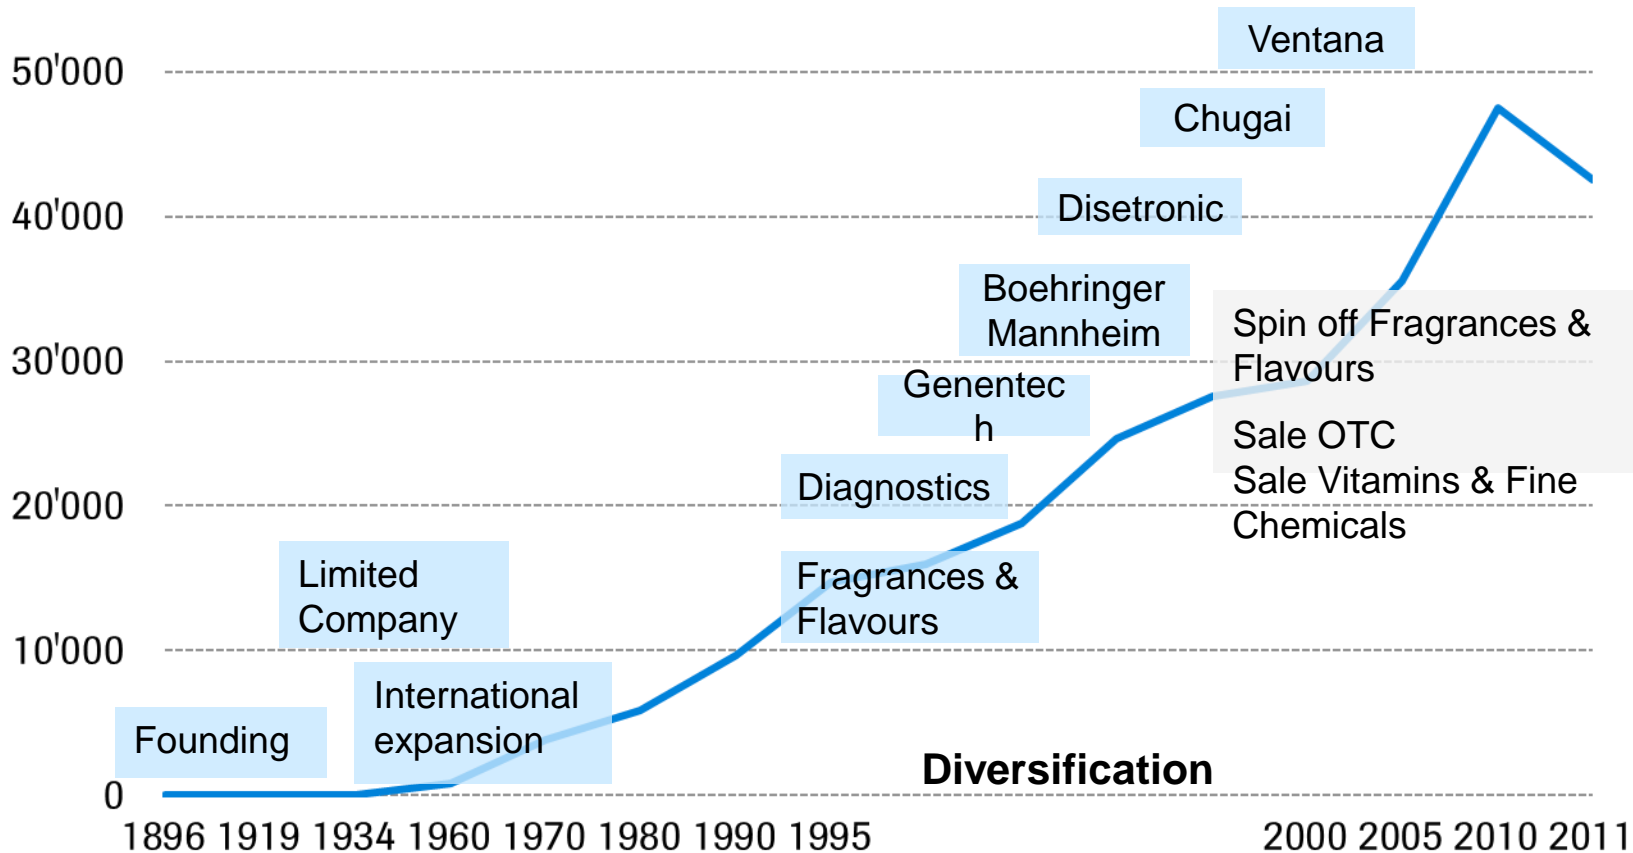 Ventana
50'000
Chugai
40'000
Disetronic
Boehringer
Mannheim
Spin off Fragrances &
Flavours
30'000
Genentec
h
Sale OTC
Sale Vitamins & Fine
Chemicals
Diagnostics
20'000
Fragrances &
Flavours
Limited
Company
10'000
International
expansion
Founding
Diversification
0
1896 1919 1934 1960 1970 1980 1990 1995 2000 2005 2010 2011